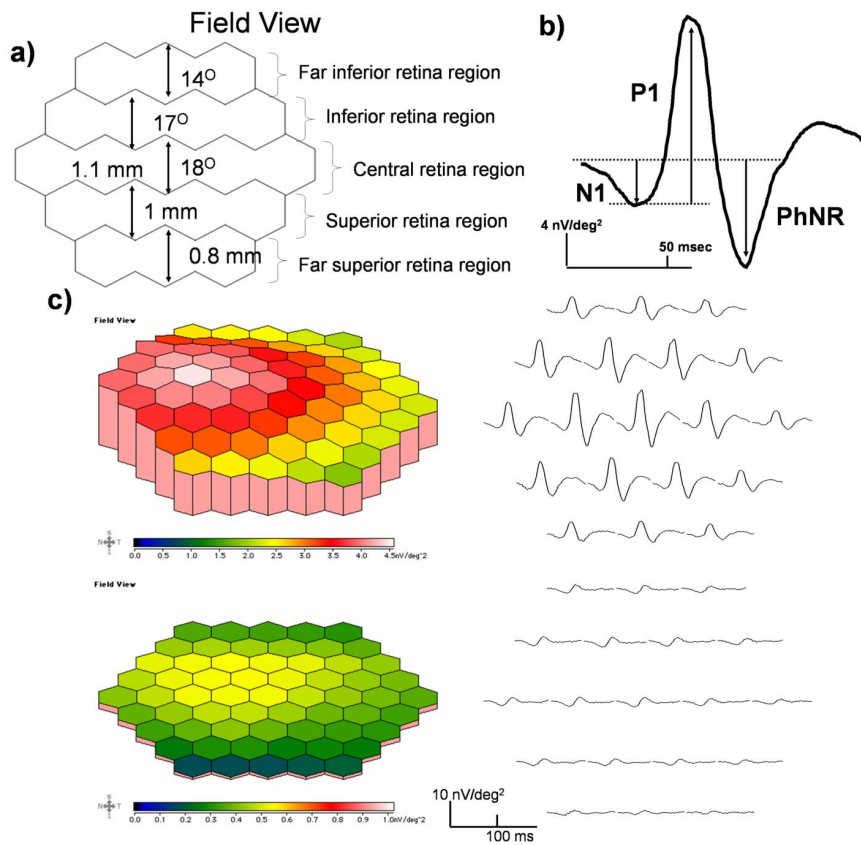 Field View
a)
14O
17O
1.1 mm
18O
1 mm
0.8 mm
Far inferior retina region
Inferior retina region
Central retina region
Superior retina region
Far superior retina region
b)
P1
N1
PhNR
4 nV/deg2
50 msec
c)
Field View
N T
0.0 0.5 1.0 1.5 2.0 2.5 3.0 3.5 4.0 4.5nV/deg^2
Field View
N T
0.0 0.1 0.2 0.3 0.4 0.5 0.6 0.7 0.8 0.9 1.0nV/deg^2
10 nV/deg2
100 ms